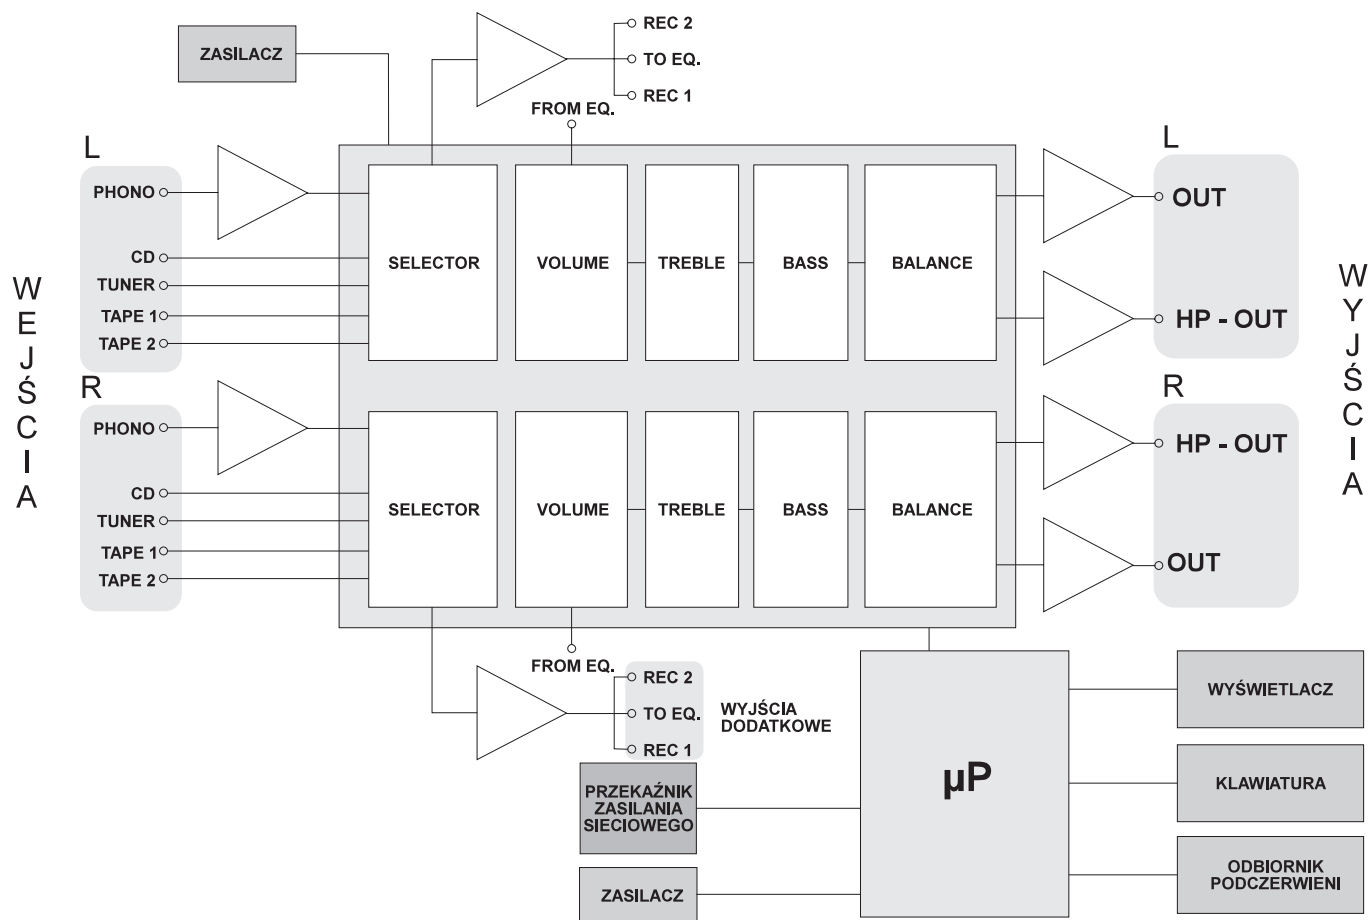 ZASILACZ
REC 2
TO EQ.
REC 1
FROM EQ.
L
PHONO
CD
TUNER
TAPE 1
TAPE 2
SELECTOR
VOLUME
TREBLE
BASS
BALANCE
L
OUT
HP - OUT
WEJŚCIA
WYJŚCIA
R
PHONO
CD
TUNER
TAPE 1
TAPE 2
SELECTOR
VOLUME
TREBLE
BASS
BALANCE
R
HP - OUT
OUT
FROM EQ.
REC 2
TO EQ.
REC 1
WYJŚCIA
DODATKOWE
PRZEKAŹNIK
ZASILANIA
SIECIOWEGO
ZASILACZ
µP
WYŚWIETLACZ
KLAWIATURA
ODBIORNIK
PODCZERWIENI